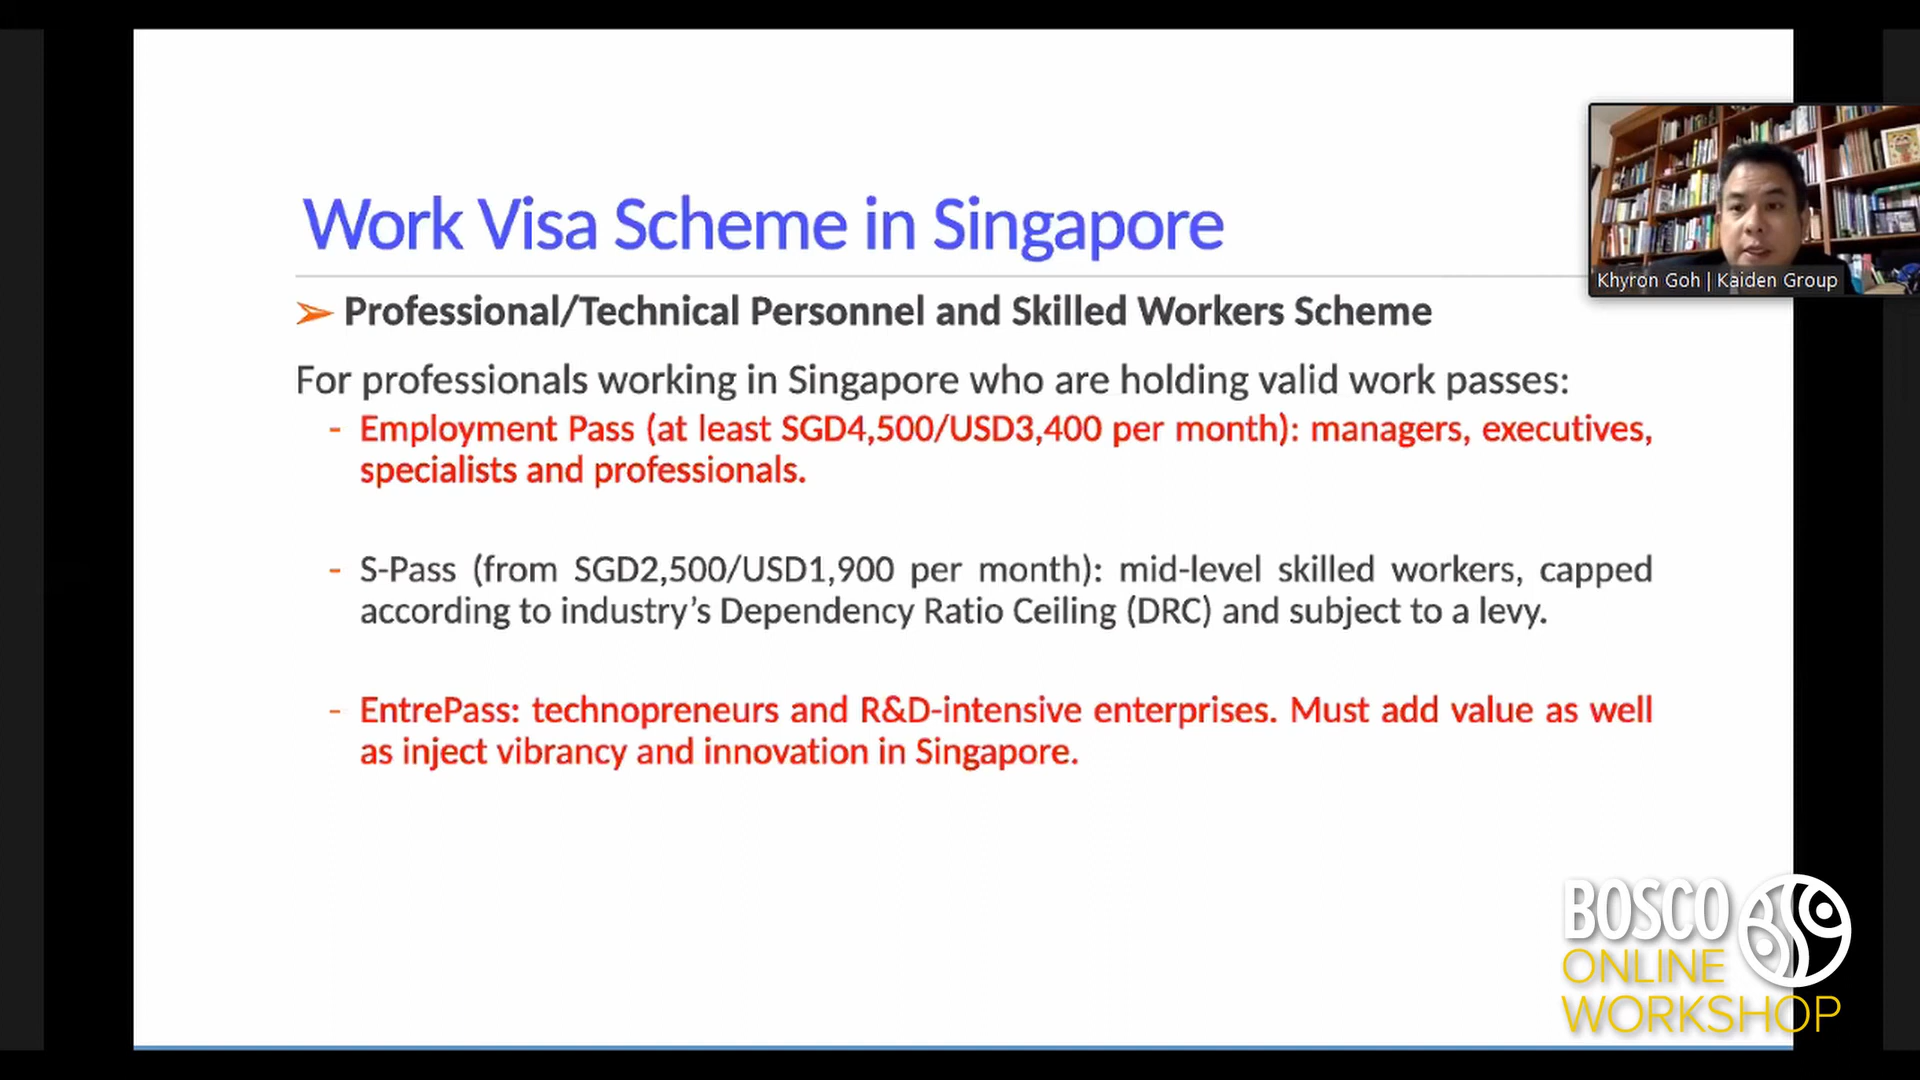 Work Visa Scheme in Singapore
Khyron Goh | Kaiden Group
➢ Professional/Technical Personnel and Skilled Workers Scheme
For professionals working in Singapore who are holding valid work passes:
- Employment Pass (at least SGD4,500/USD3,400 per month): managers, executives,
specialists and professionals.
- S-Pass (from SGD2,500/USD1,900 per month): mid-level skilled workers, capped
according to industry’s Dependency Ratio Ceiling (DRC) and subject to a levy.
- EntrePass: technopreneurs and R&D-intensive enterprises. Must add value as well
as inject vibrancy and innovation in Singapore.
BOSCO
ONLINE
WORKSHOP